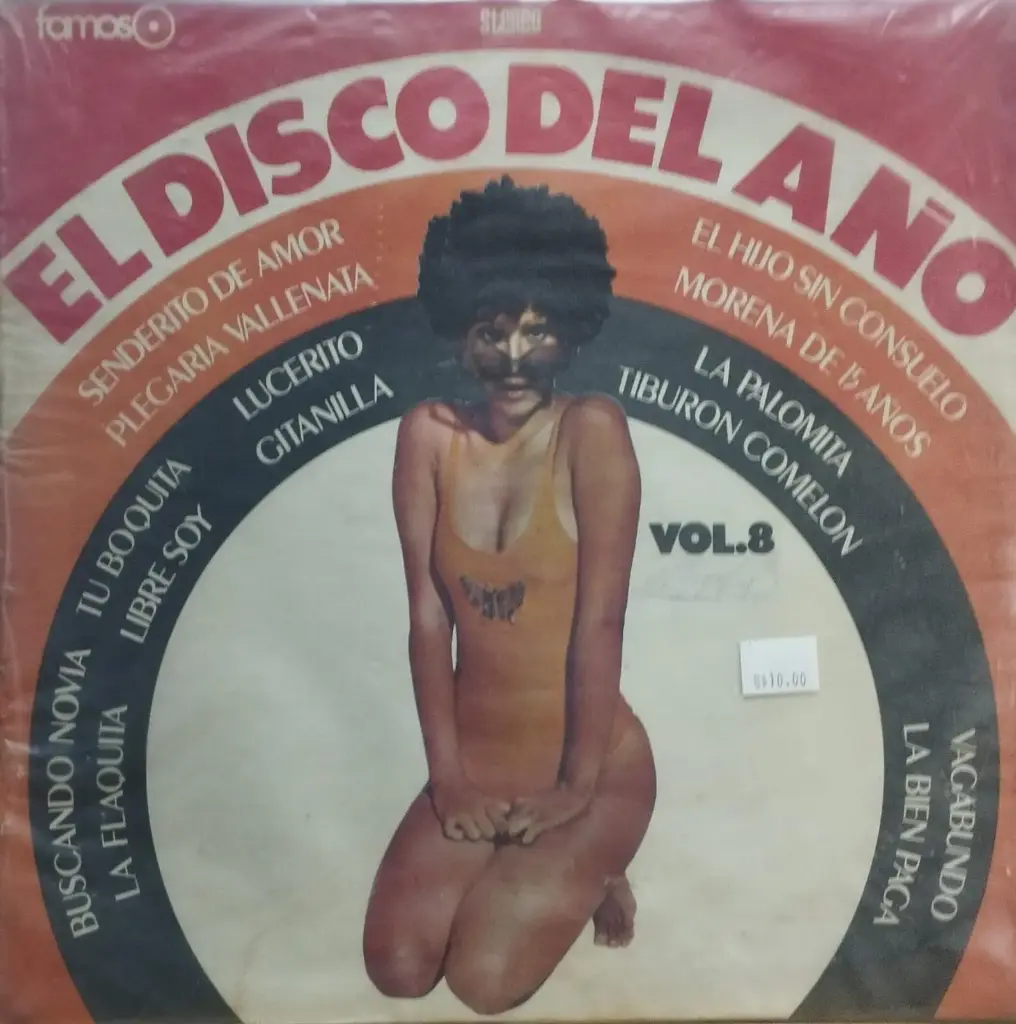 famoso
STEREO
EL DISCO DEL AÑO
SENDERITO DE AMOR
PLEGARIA VALLENATA
LUCERITO
GITANILLA
TU BOQUITA
LIBRE SOY
BUSCANDO NOVIA
LA FLAQUITA
EL HIJO SIN CONSUELO
MORENA DE 15 AÑOS
LA PALOMITA
TIBURON COMELON
VOL.8
10.00
VAGABUNDO
LA BIEN PAGA